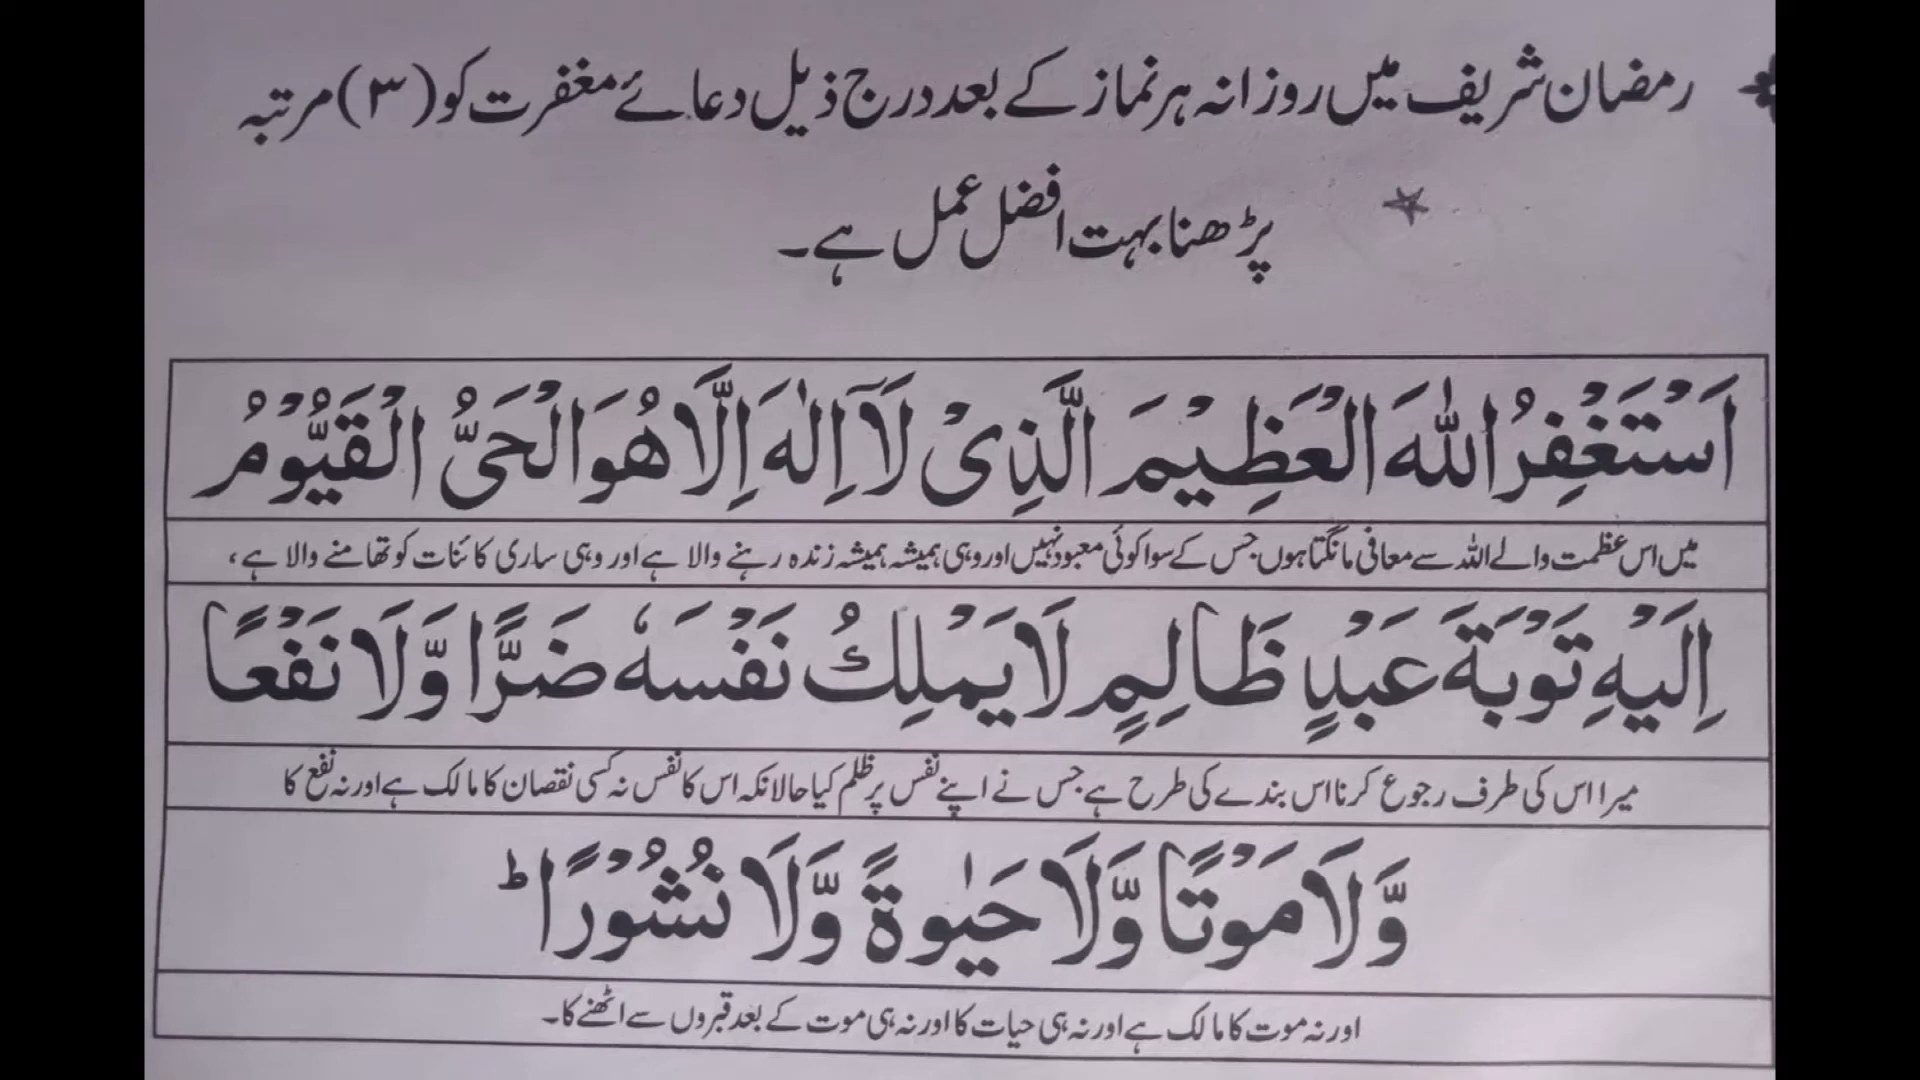 رمضان شریف میں روزانہ ہر نماز کے بعد درج ذیل دعائے مغفرت کو (۳) مرتبہ
پڑھنا بہت افضل عمل ہے۔
اَسْتَغْفِرُ اللّٰهَ الْعَظِیْمَ الَّذِیْ لَآ اِلٰهَ اِلَّا هُوَ الْحَیُّ الْقَیُّوْمُ
میں اس عظمت والے اللہ سے معافی مانگتا ہوں جس کے سوا کوئی معبود نہیں اور وہی ہمیشہ ہمیشہ زندہ رہنے والا ہے اور وہی ساری کائنات کو تھامنے والا ہے،
اِلَیْهِ تَوْبَةَ عَبْدٍ ظَالِمٍ لَا یَمْلِكُ نَفْسَهٗ ضَرًّا وَّلَا نَفْعًا
میرا اس کی طرف رجوع کرنا اس بندے کی طرح ہے جس نے اپنے نفس پر ظلم کیا حالانکہ اس کا نفس نہ کسی نقصان کا مالک ہے اور نہ نفع کا
وَّلَا مَوْتًا وَّلَا حَیٰوةً وَّلَا نُشُوْرًا ؕ
اور نہ موت کا مالک ہے اور نہ ہی حیات کا اور نہ ہی موت کے بعد قبروں سے اٹھنے کا۔